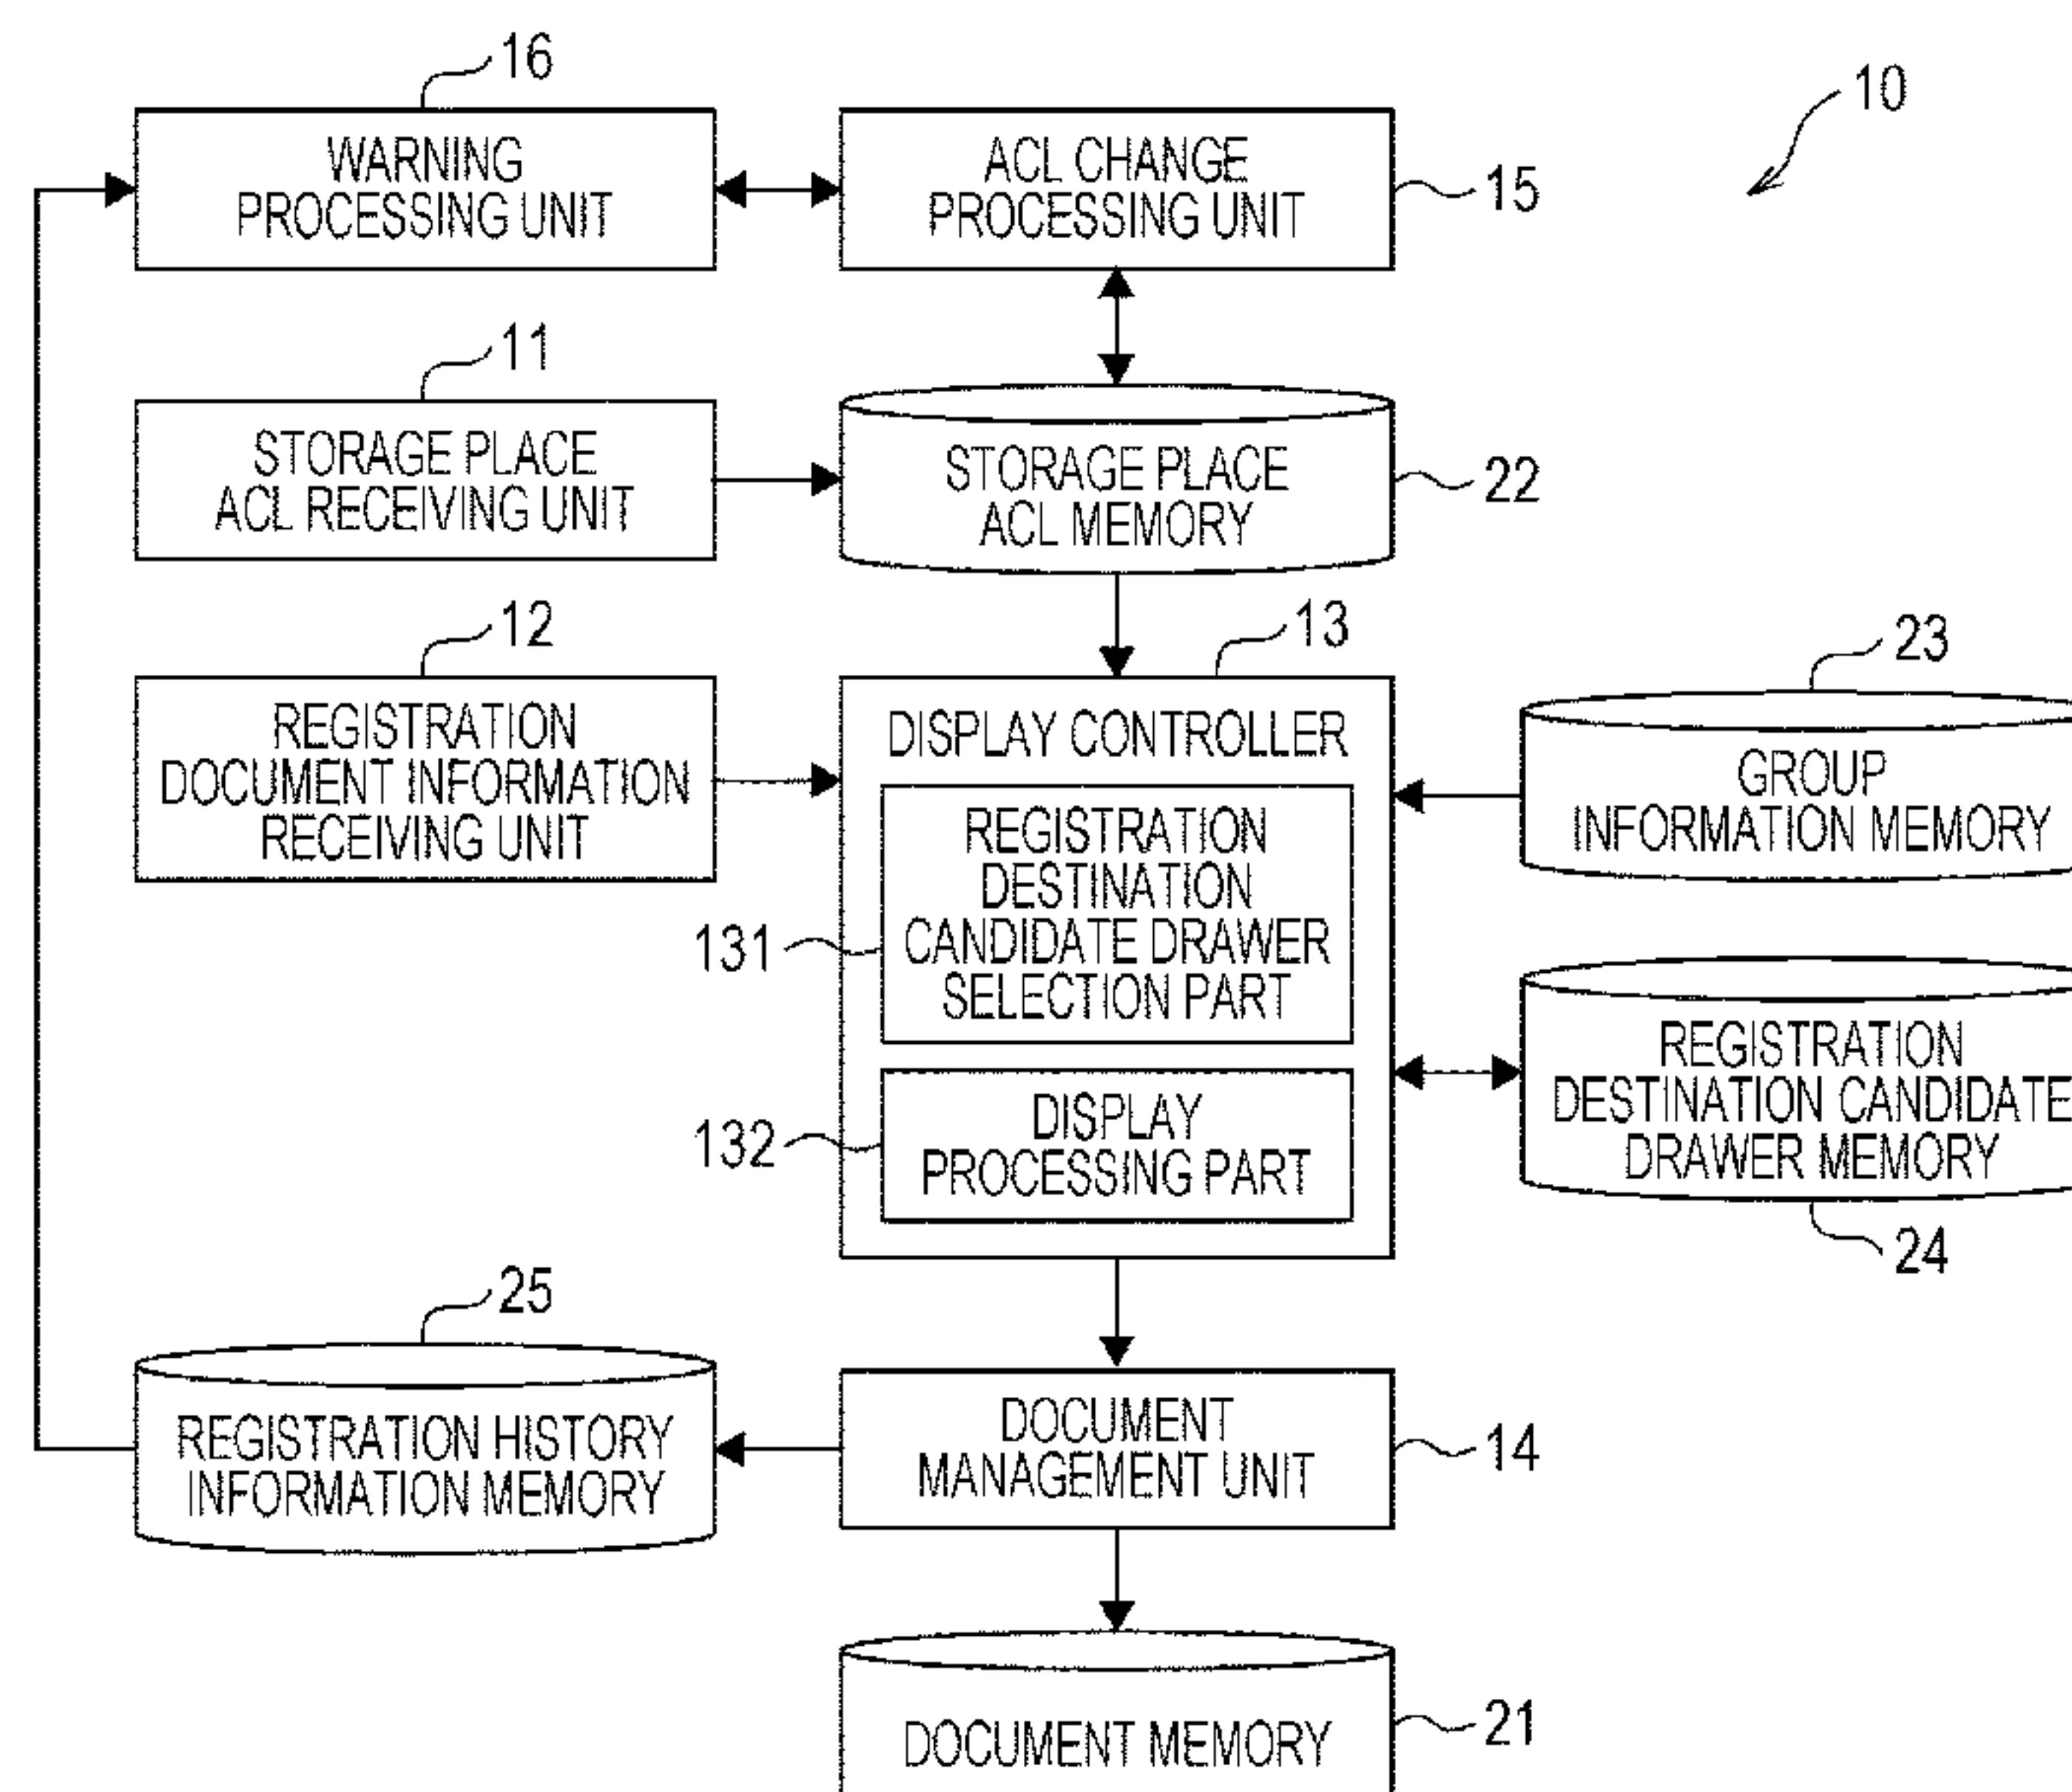 16
10
WARNING
PROCESSING UNIT
ACL CHANGE
PROCESSING UNIT
15
11
STORAGE PLACE
ACL RECEIVING UNIT
STORAGE PLACE
ACL MEMORY
22
12
13
23
REGISTRATION
DOCUMENT INFORMATION
RECEIVING UNIT
DISPLAY CONTROLLER
REGISTRATION
DESTINATION
CANDIDATE DRAWER
SELECTION PART
131
GROUP
INFORMATION MEMORY
132
DISPLAY
PROCESSING PART
REGISTRATION
DESTINATION CANDIDATE
DRAWER MEMORY
24
25
REGISTRATION HISTORY
INFORMATION MEMORY
DOCUMENT
MANAGEMENT UNIT
14
DOCUMENT MEMORY
21